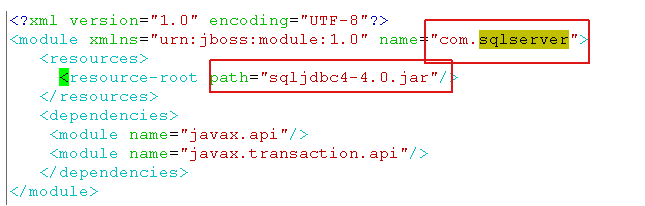 <?xml version="1.0" encoding="UTF-8"?>
<module xmlns="urn:jboss:module:1.0" name="com.sqlserver">
<resources>
<resource-root path="sqljdbc4-4.0.jar"/>
</resources>
<dependencies>
<module name="javax.api"/>
<module name="javax.transaction.api"/>
</dependencies>
</module>